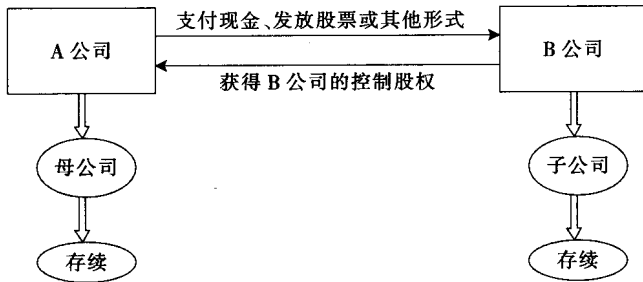 支付现金、发放股票或其他形式
A 公司
B 公司
获得 B 公司的控制股权
母公司
子公司
存续
存续